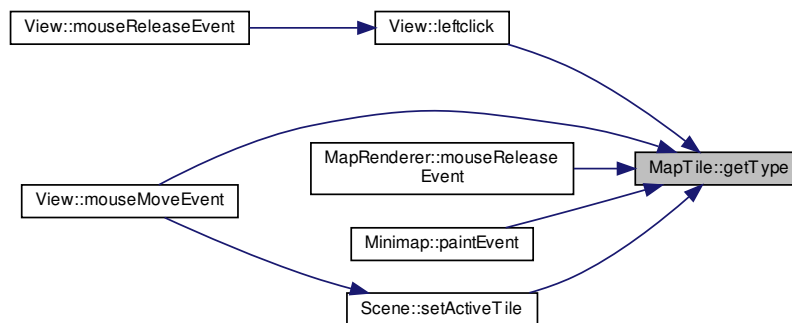 View::mouseReleaseEvent
View::leftclick
MapRenderer::mouseRelease
Event
MapTile::getType
View::mouseMoveEvent
Minimap::paintEvent
Scene::setActiveTile